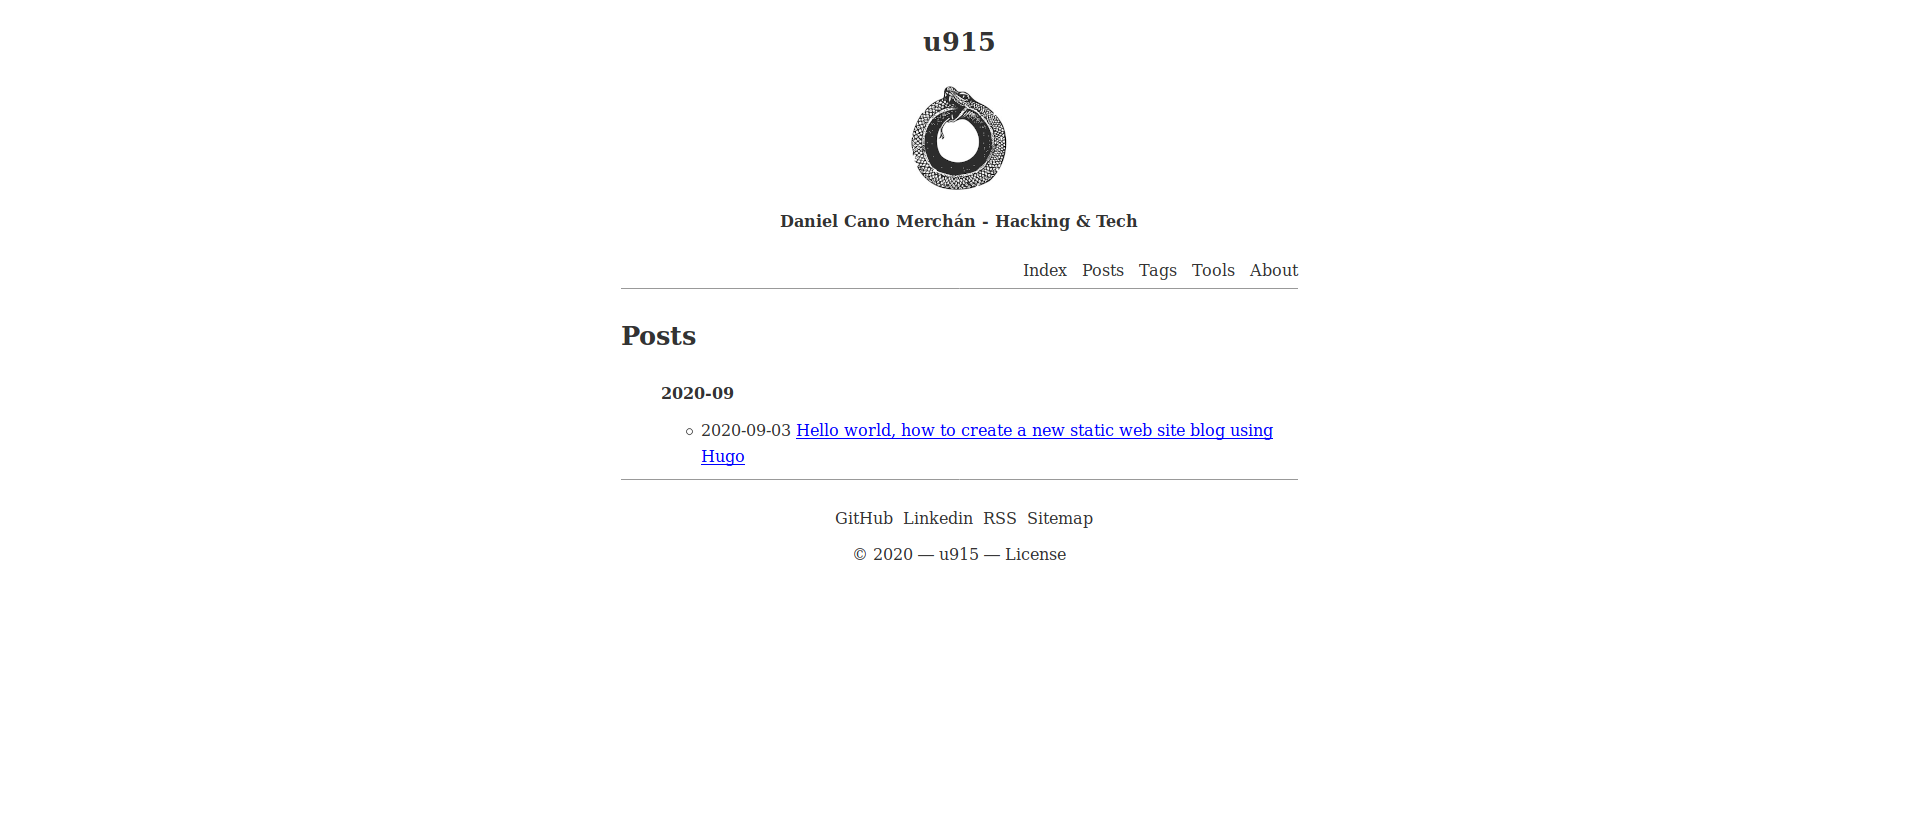 u915
Daniel Cano Merchán - Hacking & Tech
Index Posts Tags Tools About
Posts
2020-09
2020-09-03 Hello world, how to create a new static web site blog using
Hugo
GitHub Linkedin RSS Sitemap
© 2020 — u915 — License